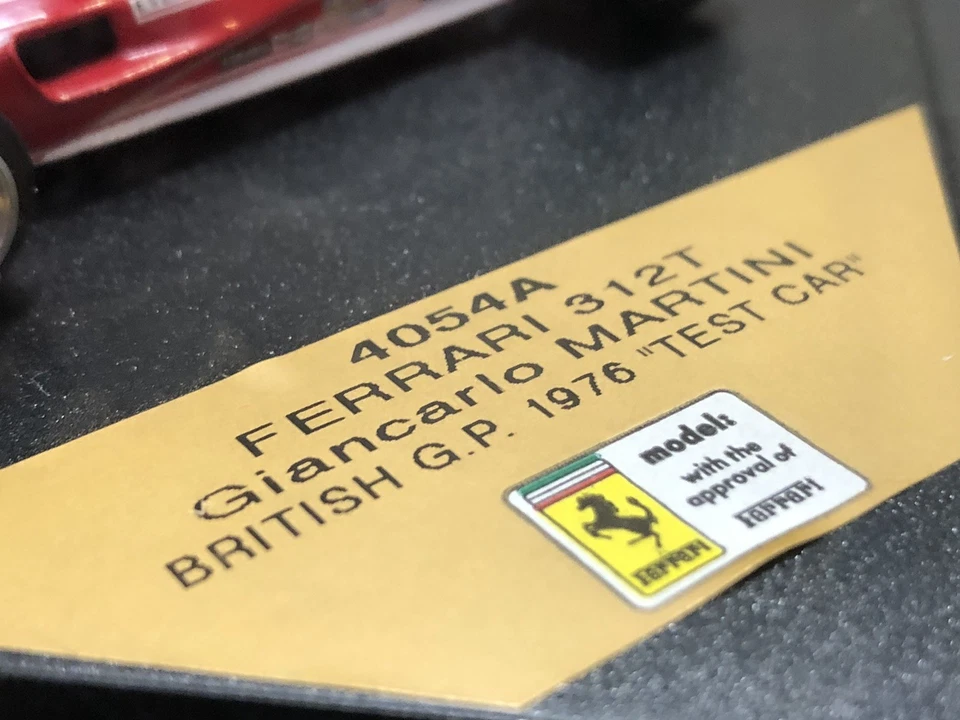 4054A
FERRARI 312T
Giancarlo MARTINI
BRITISH G.P. 1976 "TEST CAR"
model:
with the
approval of
Ferrari
Ferrari